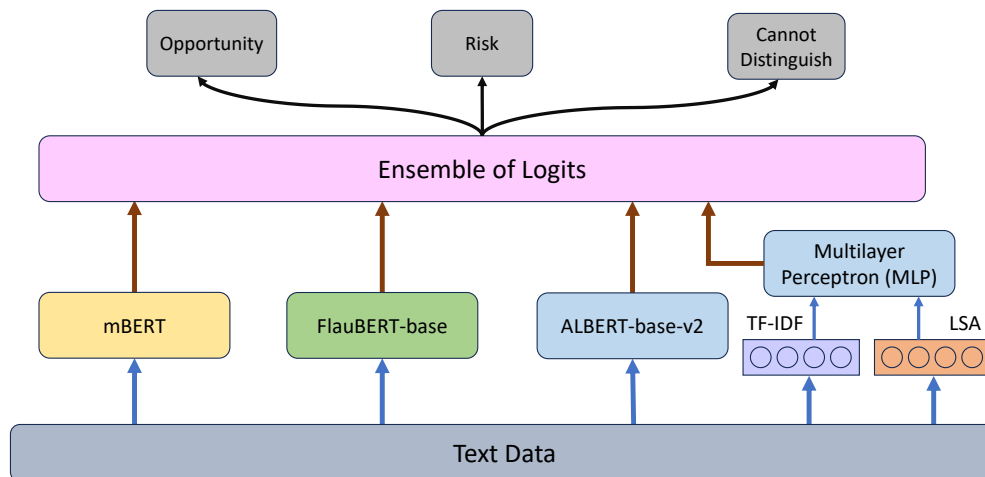 Opportunity
Risk
Cannot
Distinguish
Ensemble of Logits
Multilayer
Perceptron (MLP)
mBERT
FlauBERT-base
ALBERT-base-v2
TF-IDF
LSA
Text Data